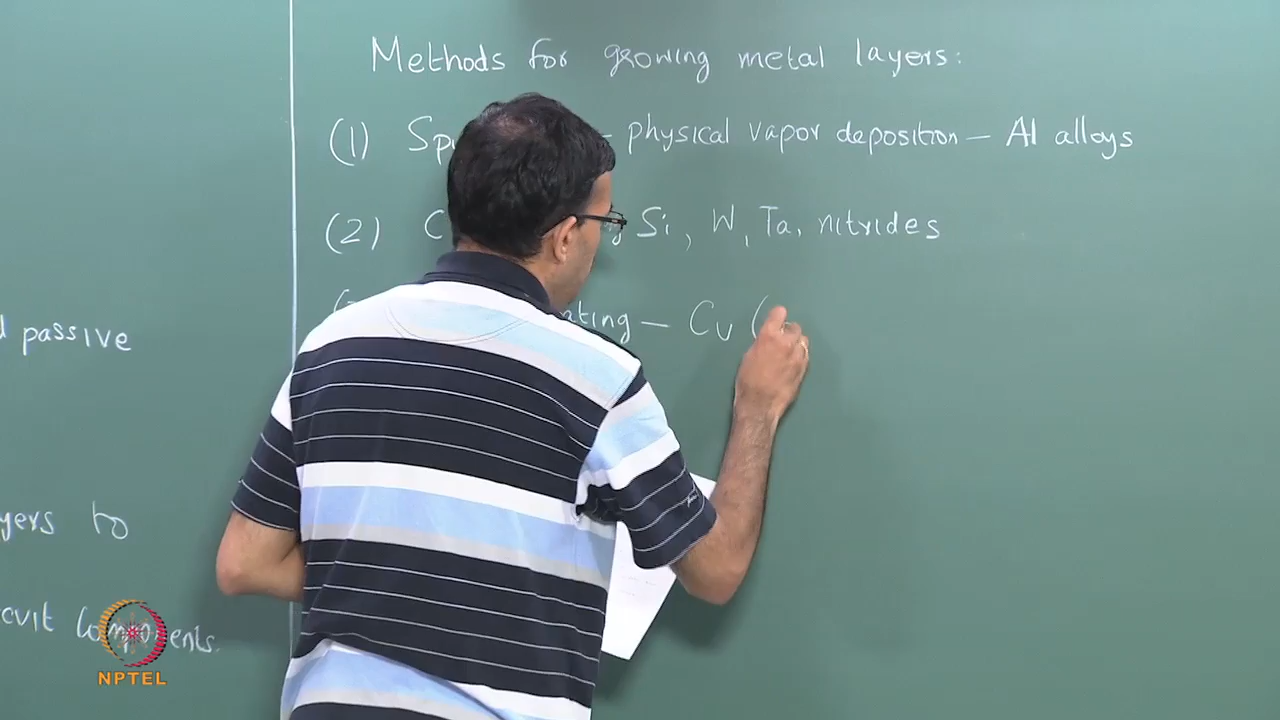 Methods for growing metal layers:
(1) Sp - physical vapor deposition - Al alloys
(2) C Si, W, Ta, nitrides
ating - Cu (
passive
yers to
components.
NPTEL